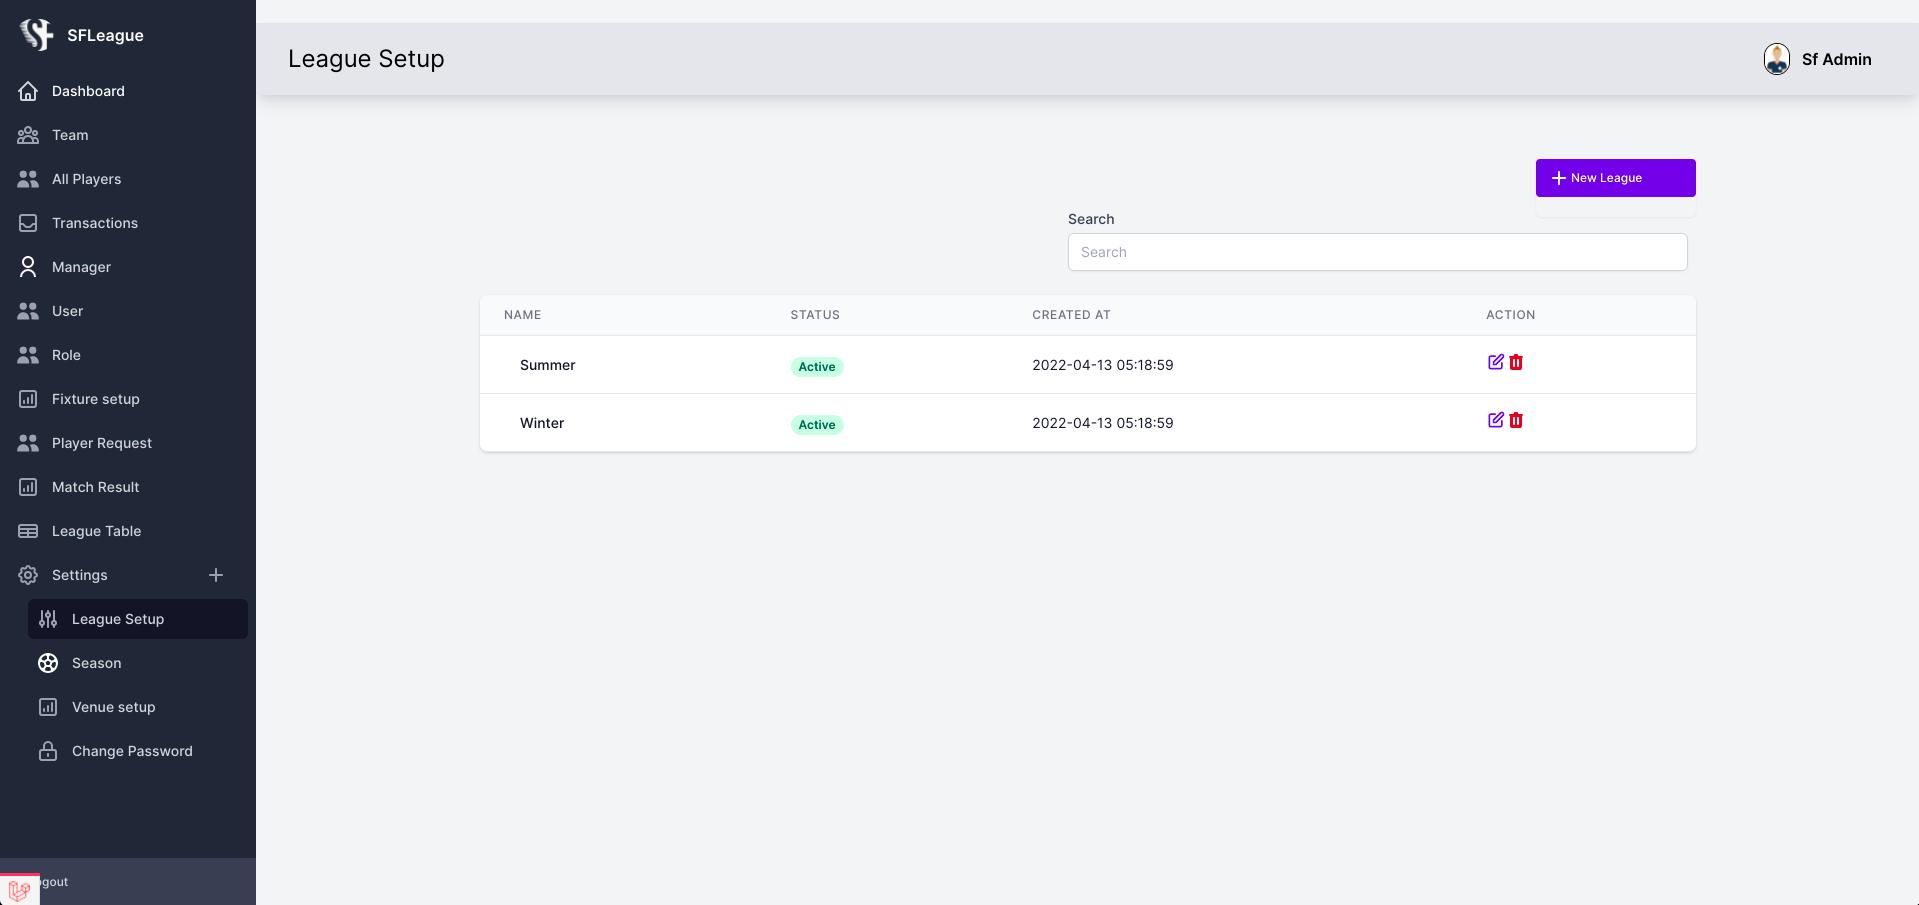 SFLeague
Dashboard
Team
All Players
Transactions
Manager
User
Role
Fixture setup
Player Request
Match Result
League Table
Settings
League Setup
Season
Venue setup
Change Password
League Setup
Sf Admin
New League
Search
Search
NAME STATUS CREATED AT ACTION
Summer Active 2022-04-13 05:18:59
Winter Active 2022-04-13 05:18:59